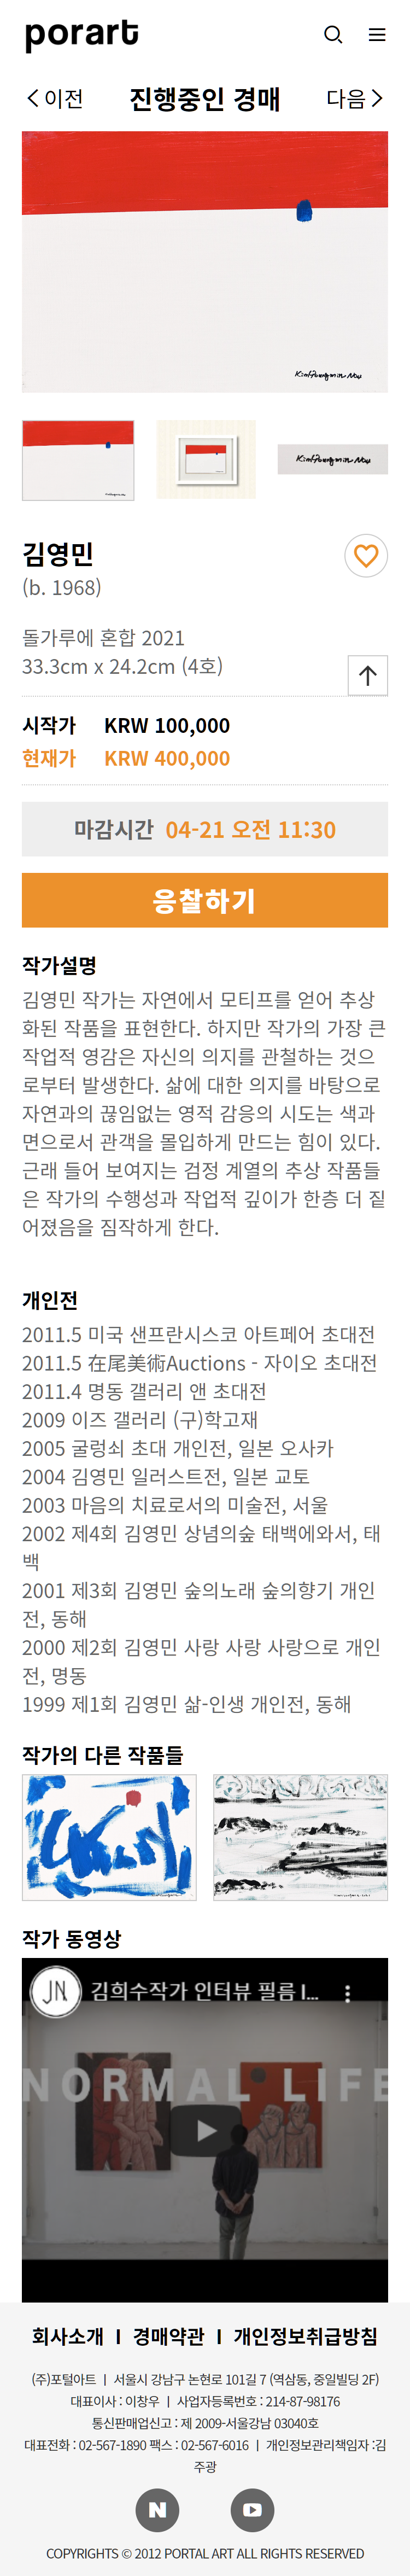 porart
이전 진행중인 경매 다음
김영민
(b. 1968)
돌가루에 혼합 2021
33.3cm x 24.2cm (4호)
시작가 KRW 100,000
현재가 KRW 400,000
마감시간 04-21 오전 11:30
응찰하기
작가설명
김영민 작가는 자연에서 모티프를 얻어 추상
화된 작품을 표현한다. 하지만 작가의 가장 큰
작업적 영감은 자신의 의지를 관철하는 것으
로부터 발생한다. 삶에 대한 의지를 바탕으로
자연과의 끊임없는 영적 감응의 시도는 색과
면으로서 관객을 몰입하게 만드는 힘이 있다.
근래 들어 보여지는 검정 계열의 추상 작품들
은 작가의 수행성과 작업적 깊이가 한층 더 짙
어졌음을 짐작하게 한다.
개인전
2011.5 미국 샌프란시스코 아트페어 초대전
2011.5 在尾美術Auctions - 자이오 초대전
2011.4 명동 갤러리 앤 초대전
2009 이즈 갤러리 (구)학고재
2005 굴렁쇠 초대 개인전, 일본 오사카
2004 김영민 일러스트전, 일본 교토
2003 마음의 치료로서의 미술전, 서울
2002 제4회 김영민 상념의숲 태백에와서, 태
백
2001 제3회 김영민 숲의노래 숲의향기 개인
전, 동해
2000 제2회 김영민 사랑 사랑 사랑으로 개인
전, 명동
1999 제1회 김영민 삶-인생 개인전, 동해
작가의 다른 작품들
작가 동영상
JN 김희수작가 인터뷰 필름 I...
NORMAL LIFE
회사소개 I 경매약관 I 개인정보취급방침
(주)포털아트 ㅣ 서울시 강남구 논현로 101길 7 (역삼동, 중일빌딩 2F)
대표이사 : 이창우 ㅣ 사업자등록번호 : 214-87-98176
통신판매업신고 : 제 2009-서울강남 03040호
대표전화 : 02-567-1890 팩스 : 02-567-6016 ㅣ 개인정보관리책임자 :김
주광
N
COPYRIGHTS © 2012 PORTAL ART ALL RIGHTS RESERVED